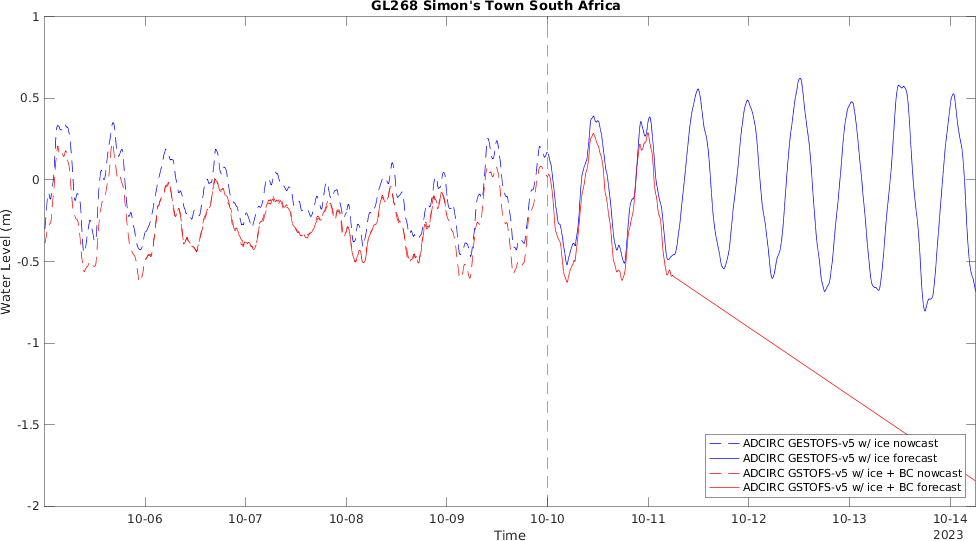 GL268 Simon's Town South Africa
1
0.5
0
-0.5
-1
-1.5
-2
Water Level (m)
10-06 10-07 10-08 10-09 10-10 10-11 10-12 10-13 10-14
2023
Time
ADCIRC GESTOFS-v5 w/ ice nowcast
ADCIRC GESTOFS-v5 w/ ice forecast
ADCIRC GSTOFS-v5 w/ ice + BC nowcast
ADCIRC GSTOFS-v5 w/ ice + BC forecast